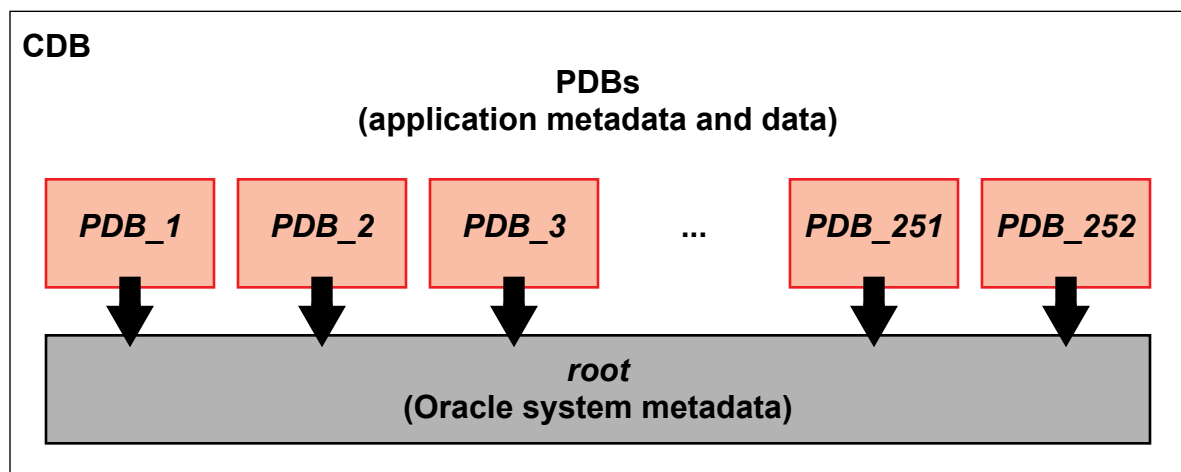 CDB
PDBs
(application metadata and data)
PDB_1 PDB_2 PDB_3 ... PDB_251 PDB_252
root
(Oracle system metadata)